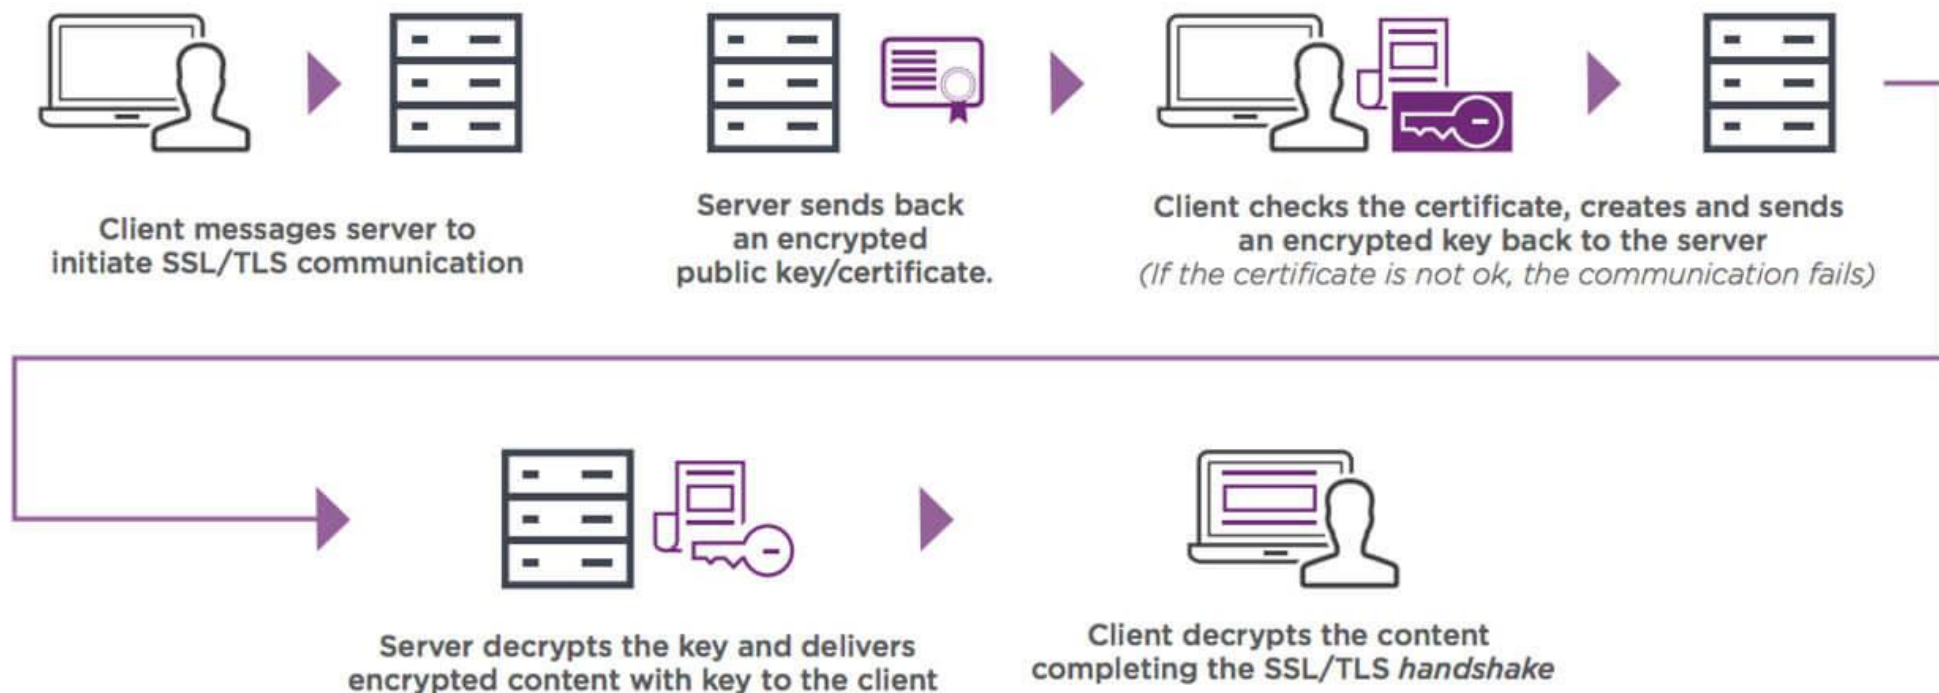 Client messages server to
initiate SSL/TLS communication
Server sends back
an encrypted
public key/certificate.
Client checks the certificate, creates and sends
an encrypted key back to the server
(If the certificate is not ok, the communication fails)
Server decrypts the key and delivers
encrypted content with key to the client
Client decrypts the content
completing the SSL/TLS handshake